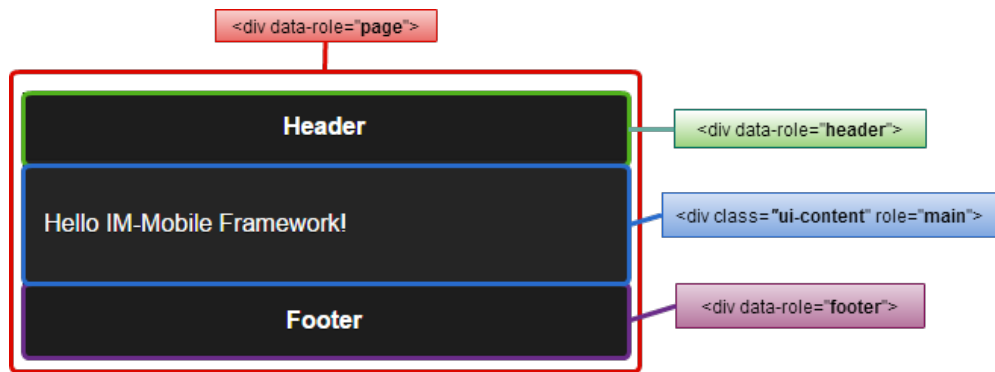 <div data-role="page">
Header
<div data-role="header">
Hello IM-Mobile Framework!
<div class="ui-content" role="main">
Footer
<div data-role="footer">